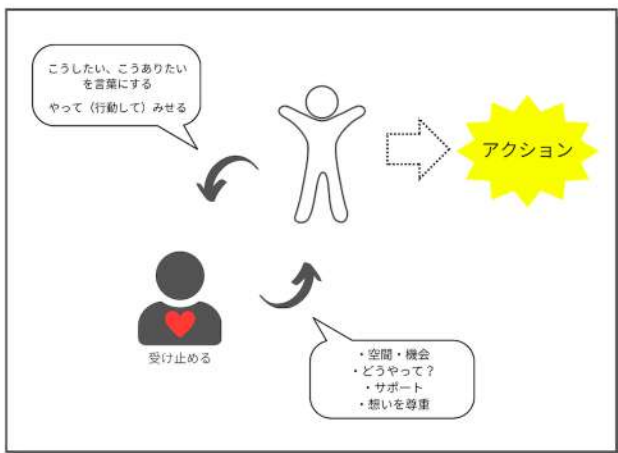 こうしたい、こうありたい
を言葉にする
やって（行動して）みせる
アクション
受け止める
・空間・機会
・どうやって？
・サポート
・想いを尊重